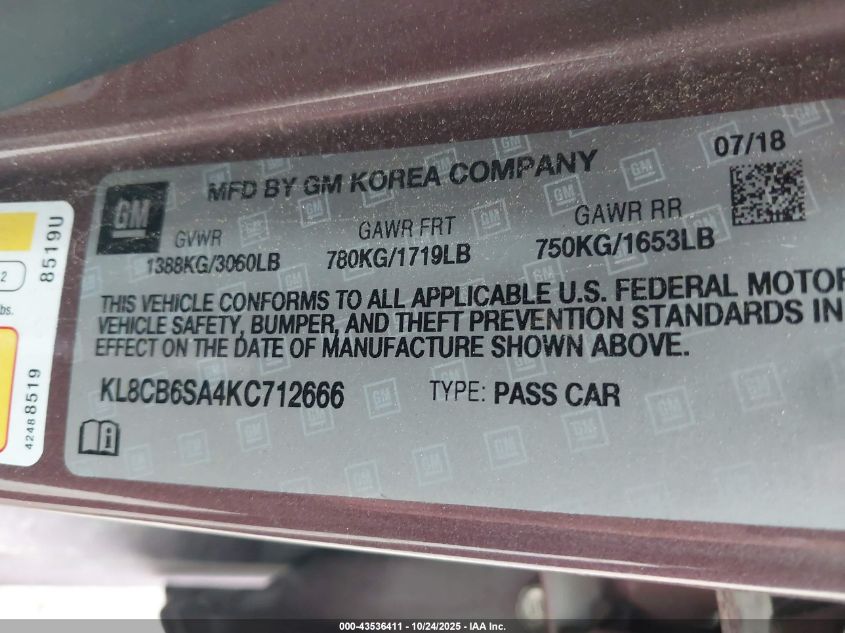 MFD BY GM KOREA COMPANY
07/18
GM
GVWR
1388KG/3060LB
GAWR FRT
780KG/1719LB
GAWR RR
750KG/1653LB
THIS VEHICLE CONFORMS TO ALL APPLICABLE U.S. FEDERAL MOTOR
VEHICLE SAFETY, BUMPER, AND THEFT PREVENTION STANDARDS IN
EFFECT ON THE DATE OF MANUFACTURE SHOWN ABOVE.
KL8CB6SA4KC712666
TYPE: PASS CAR
8519U
2
lbs.
42488519
000-43536411 - 10/24/2025 - IAA Inc.